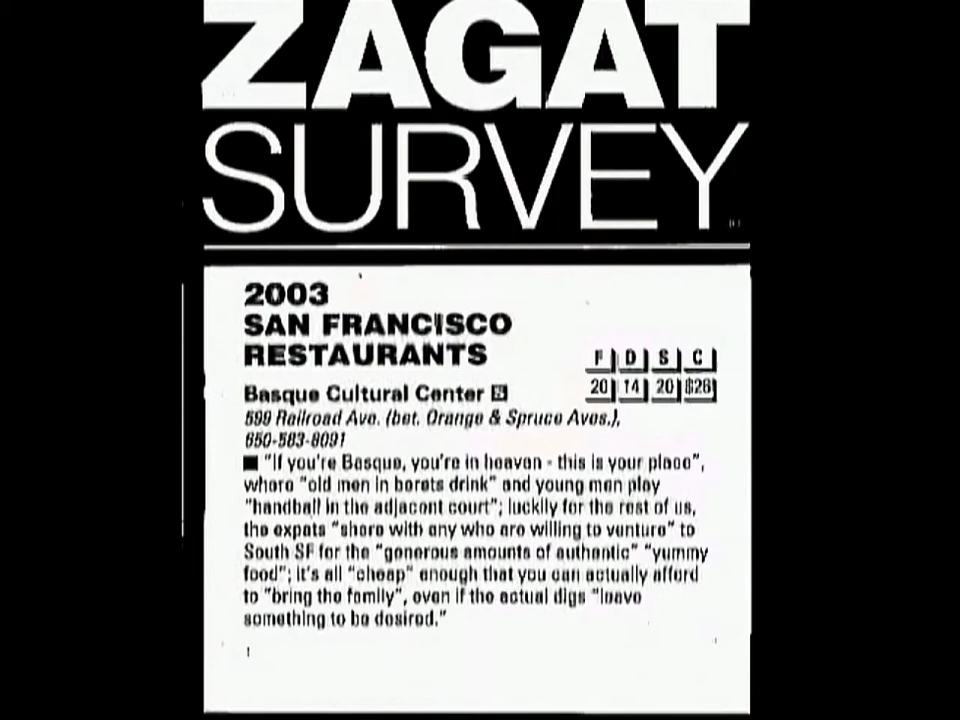 ZAGAT
SURVEY
2003
SAN FRANCISCO
RESTAURANTS
F D S C
Basque Cultural Center S
20 14 20 $26
599 Railroad Ave. (bet. Orange & Spruce Aves.),
650-583-8091
■ "If you're Basque, you're in heaven - this is your place",
where "old men in berets drink" and young men play
"handball in the adjacent court"; luckily for the rest of us,
the expats "share with any who are willing to venture" to
South SF for the "generous amounts of authentic" "yummy
food"; it's all "cheap" enough that you can actually afford
to "bring the family", even if the actual digs "leave
something to be desired."